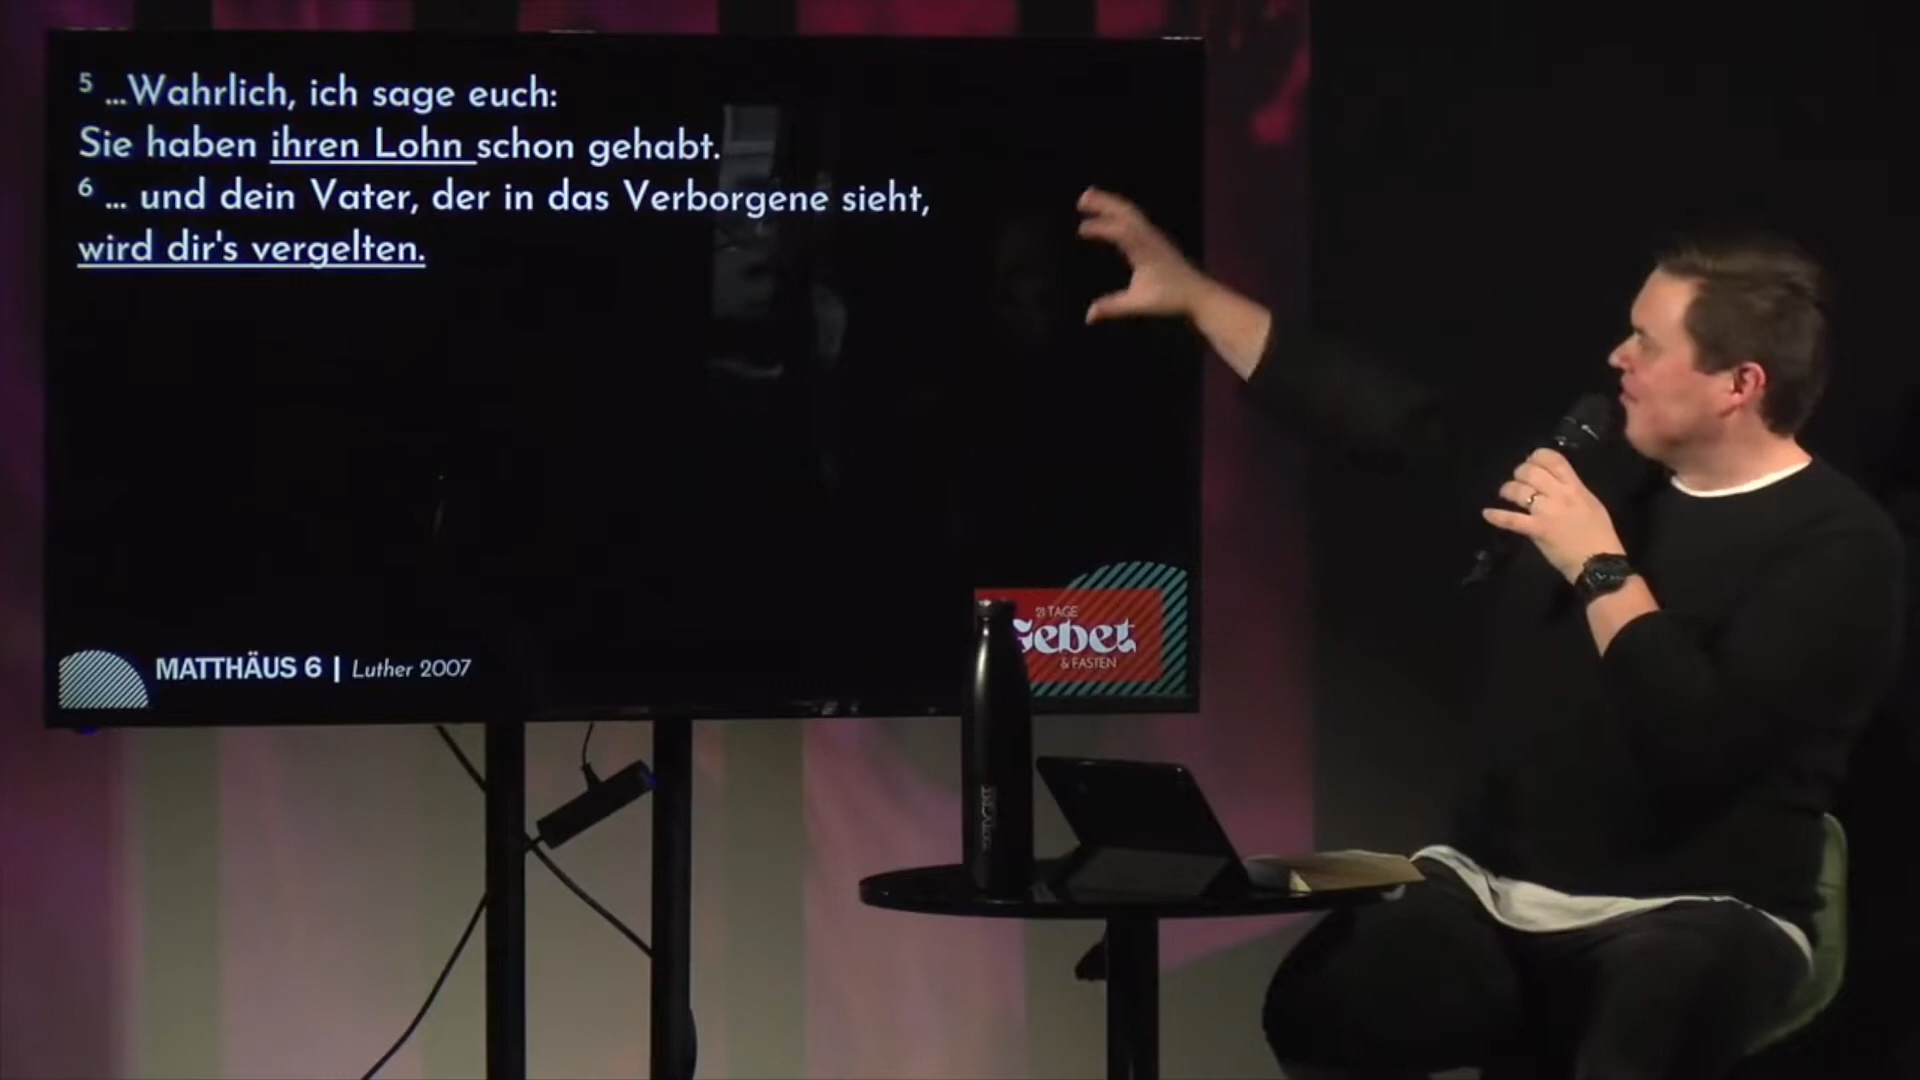 ⁵ ...Wahrlich, ich sage euch:
Sie haben ihren Lohn schon gehabt.
⁶ ... und dein Vater, der in das Verborgene sieht,
wird dir's vergelten.
MATTHÄUS 6 | Luther 2007
21 TAGE
Gebet
& FASTEN